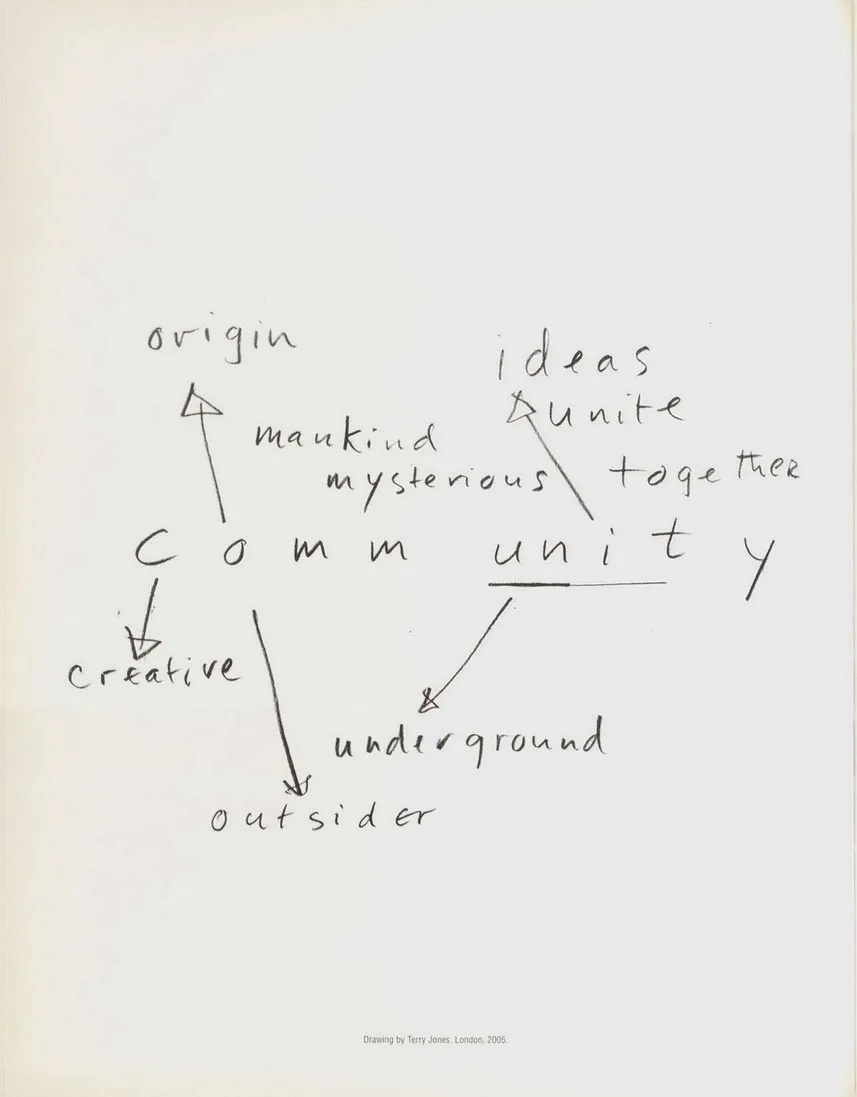 origin
ideas
unite
mankind
mysterious
together
c o m m u n i t y
creative
underground
outsider
Drawing by Terry Jones, London, 2005.